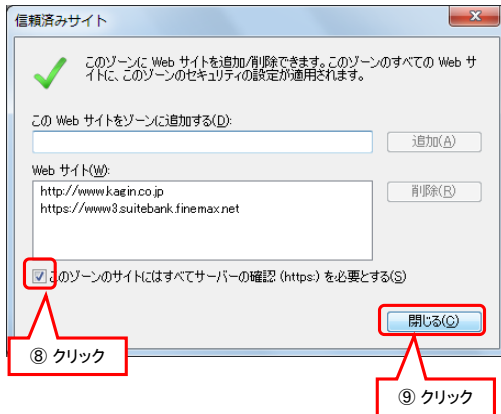 信頼済みサイト
このゾーンに Web サイトを追加/削除できます。このゾーンのすべての Web サ
イトに、このゾーンのセキュリティの設定が適用されます。
この Web サイトをゾーンに追加する(D):
追加(A)
Web サイト(W):
http://www.kagin.co.jp
https://www3.suitebank.finemax.net
削除(R)
このゾーンのサイトにはすべてサーバーの確認 (https:) を必要とする(S)
閉じる(C)
⑧ クリック
⑨ クリック